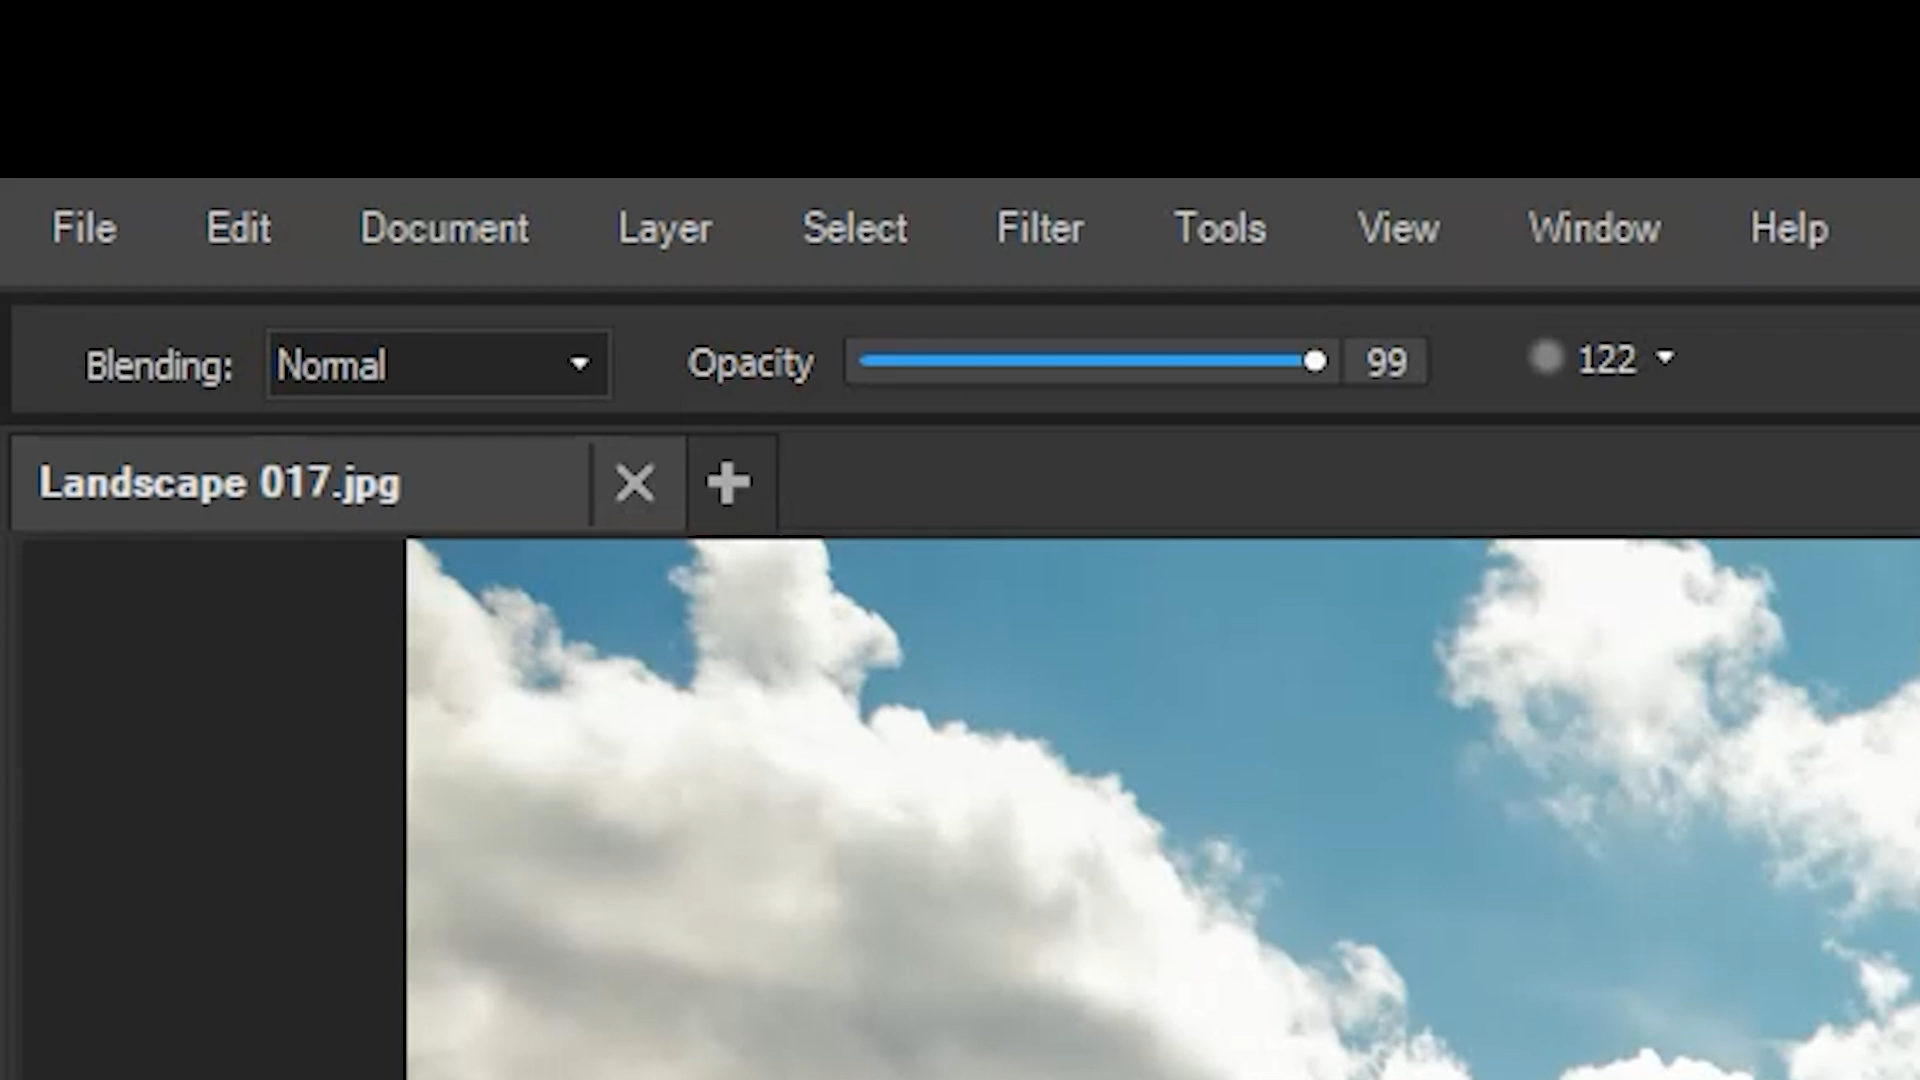 File Edit Document Layer Select Filter Tools View Window Help
Blending: Normal Opacity 99 122
Landscape 017.jpg